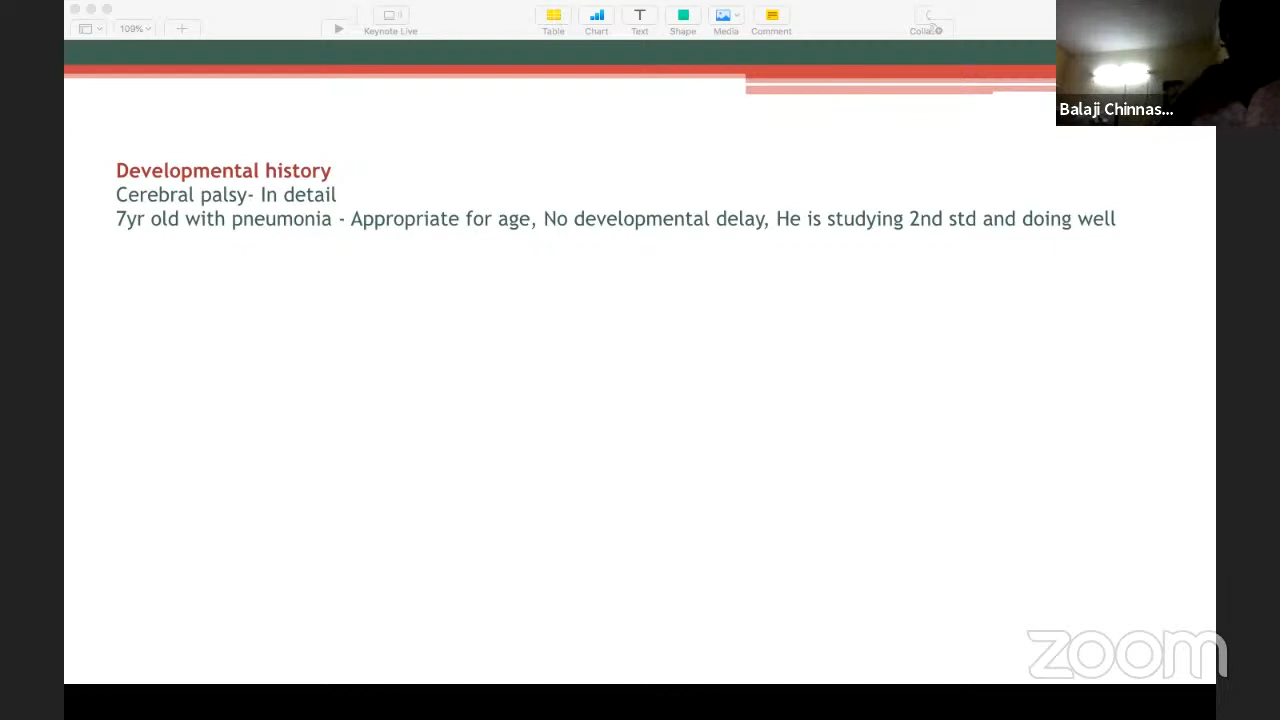 109%
Keynote Live
Table
Chart
Text
Shape
Media
Comment
Balaji Chinnas...
Developmental history
Cerebral palsy- In detail
7yr old with pneumonia - Appropriate for age, No developmental delay, He is studying 2nd std and doing well
zoom